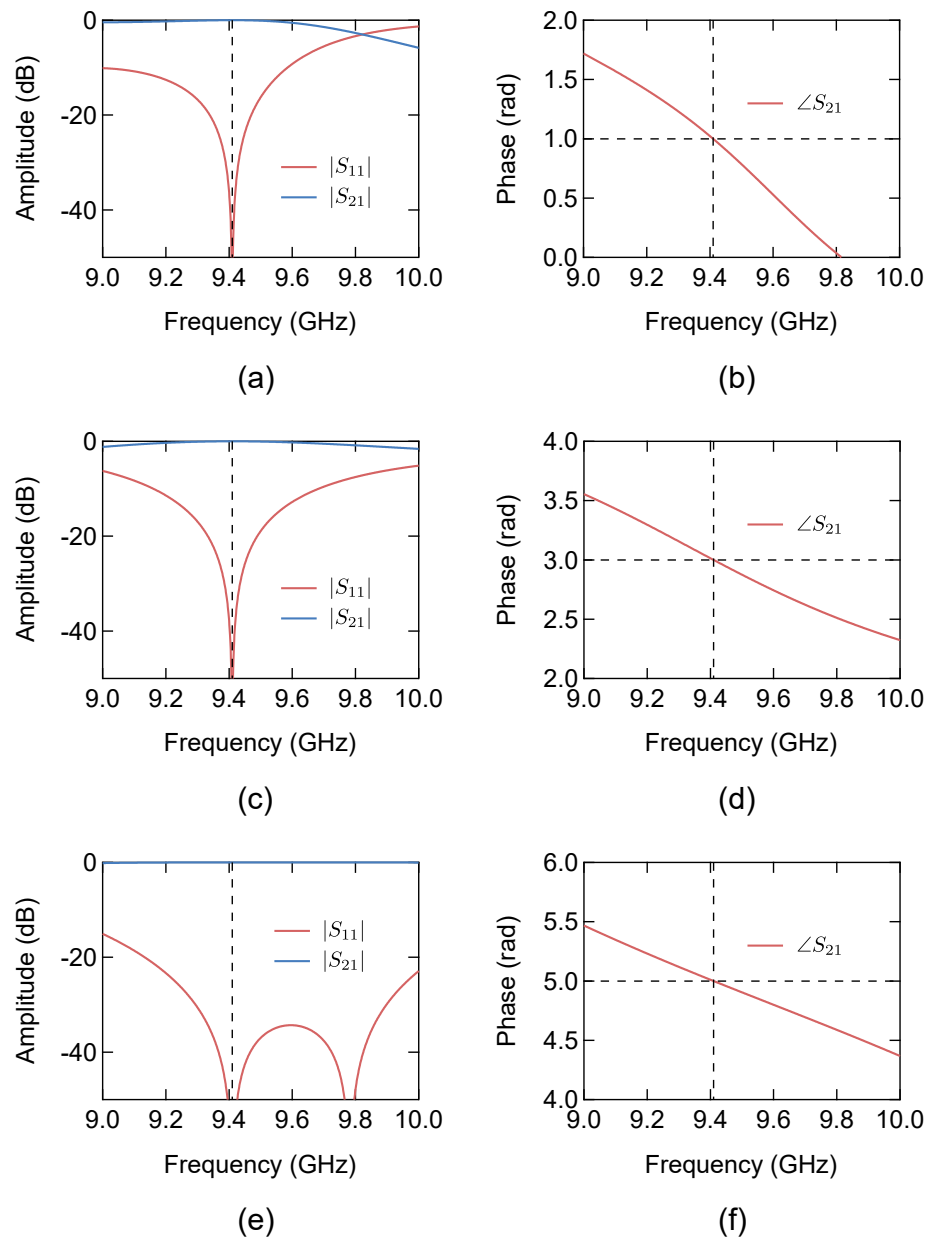 0
-20
-40
Amplitude (dB)
|S11|
|S21|
9.0 9.2 9.4 9.6 9.8 10.0
Frequency (GHz)
(a)
2.0
1.5
1.0
0.5
0.0
Phase (rad)
∠S21
9.0 9.2 9.4 9.6 9.8 10.0
Frequency (GHz)
(b)
0
-20
-40
Amplitude (dB)
|S11|
|S21|
9.0 9.2 9.4 9.6 9.8 10.0
Frequency (GHz)
(c)
4.0
3.5
3.0
2.5
2.0
Phase (rad)
∠S21
9.0 9.2 9.4 9.6 9.8 10.0
Frequency (GHz)
(d)
0
-20
-40
Amplitude (dB)
|S11|
|S21|
9.0 9.2 9.4 9.6 9.8 10.0
Frequency (GHz)
(e)
6.0
5.5
5.0
4.5
4.0
Phase (rad)
∠S21
9.0 9.2 9.4 9.6 9.8 10.0
Frequency (GHz)
(f)